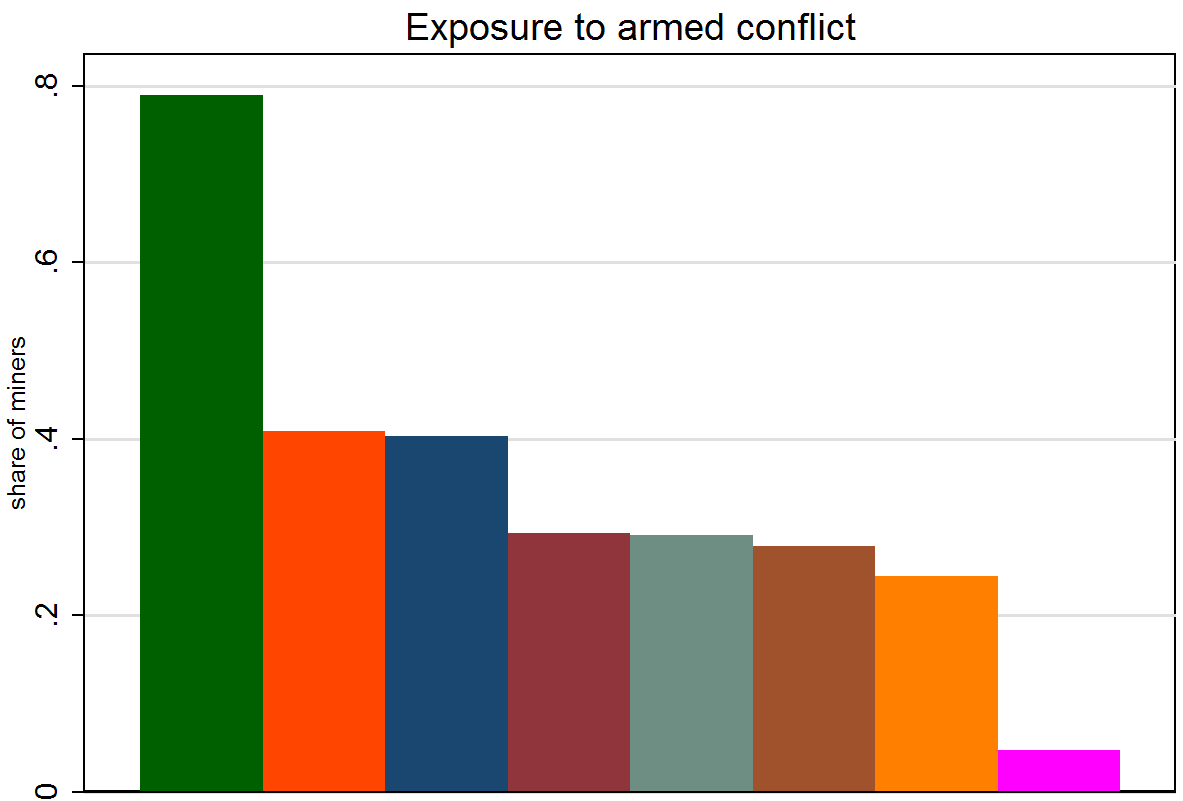 Exposure to armed conflict
share of miners
.8
.6
.4
.2
0